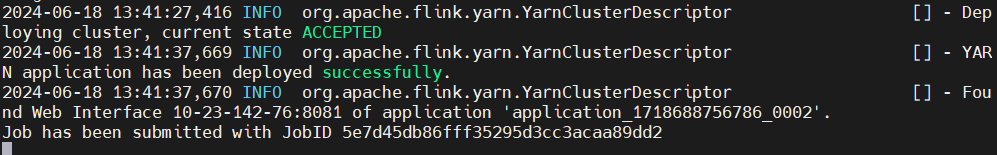 2024-06-18 13:41:27,416 INFO  org.apache.flink.yarn.YarnClusterDescriptor                  [] - Dep
loying cluster, current state ACCEPTED
2024-06-18 13:41:37,669 INFO  org.apache.flink.yarn.YarnClusterDescriptor                  [] - YAR
N application has been deployed successfully.
2024-06-18 13:41:37,670 INFO  org.apache.flink.yarn.YarnClusterDescriptor                  [] - Fou
nd Web Interface 10-23-142-76:8081 of application 'application_1718688756786_0002'.
Job has been submitted with JobID 5e7d45db86fff35295d3cc3acaa89dd2